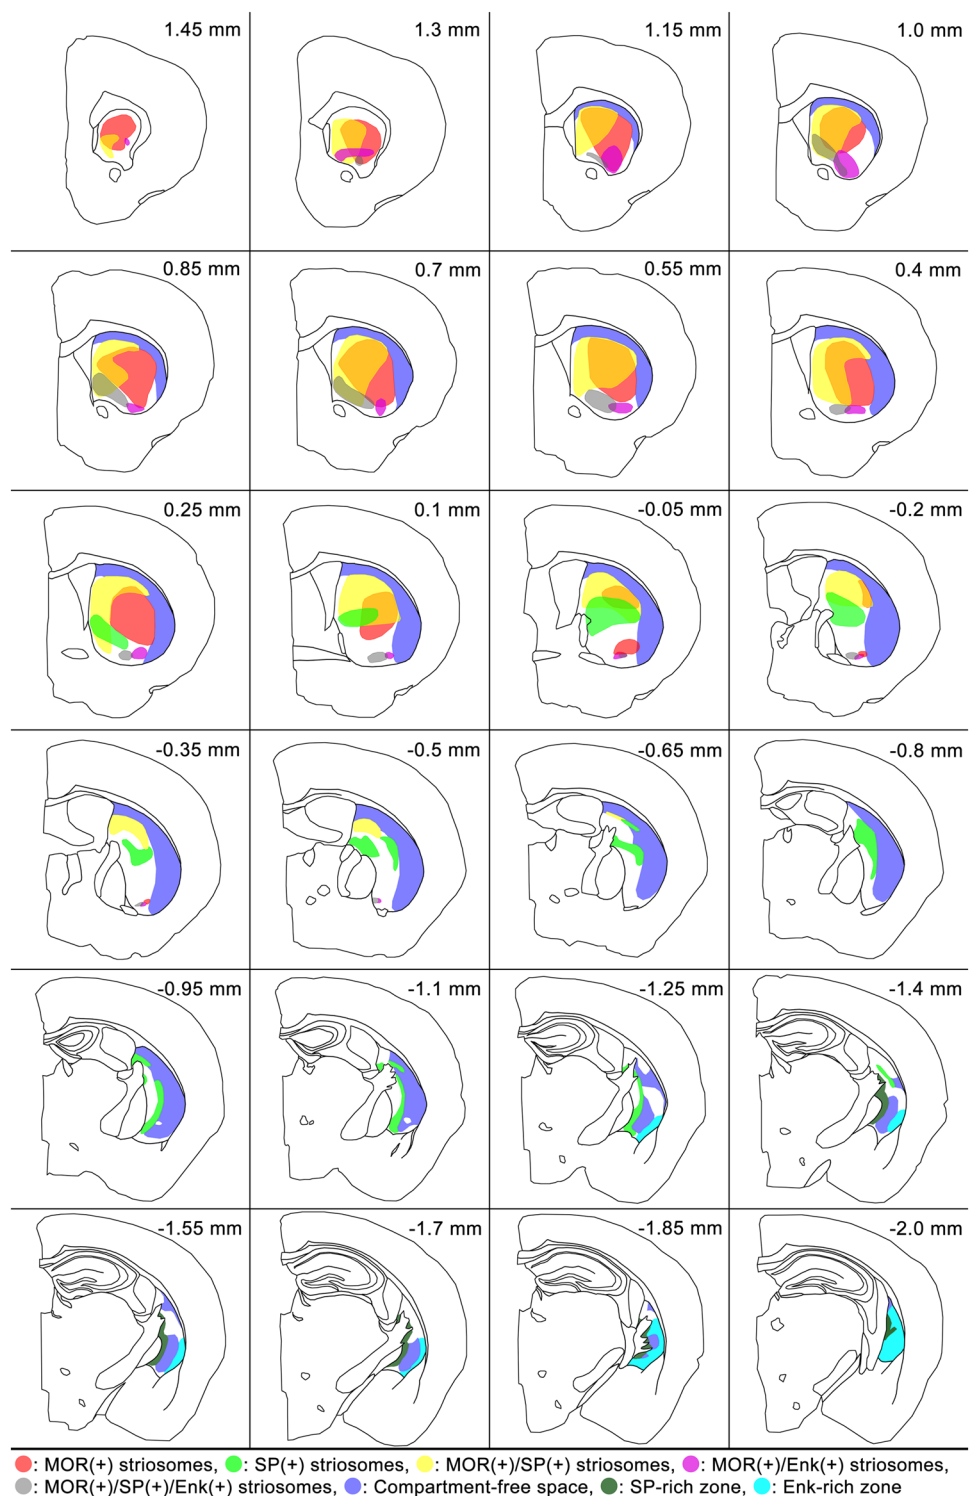 1.45 mm
1.3 mm
1.15 mm
1.0 mm
0.85 mm
0.7 mm
0.55 mm
0.4 mm
0.25 mm
0.1 mm
-0.05 mm
-0.2 mm
-0.35 mm
-0.5 mm
-0.65 mm
-0.8 mm
-0.95 mm
-1.1 mm
-1.25 mm
-1.4 mm
-1.55 mm
-1.7 mm
-1.85 mm
-2.0 mm
: MOR(+) striosomes, : SP(+) striosomes, : MOR(+)/SP(+) striosomes, : MOR(+)/Enk(+) striosomes,
: MOR(+)/SP(+)/Enk(+) striosomes, : Compartment-free space, : SP-rich zone, : Enk-rich zone